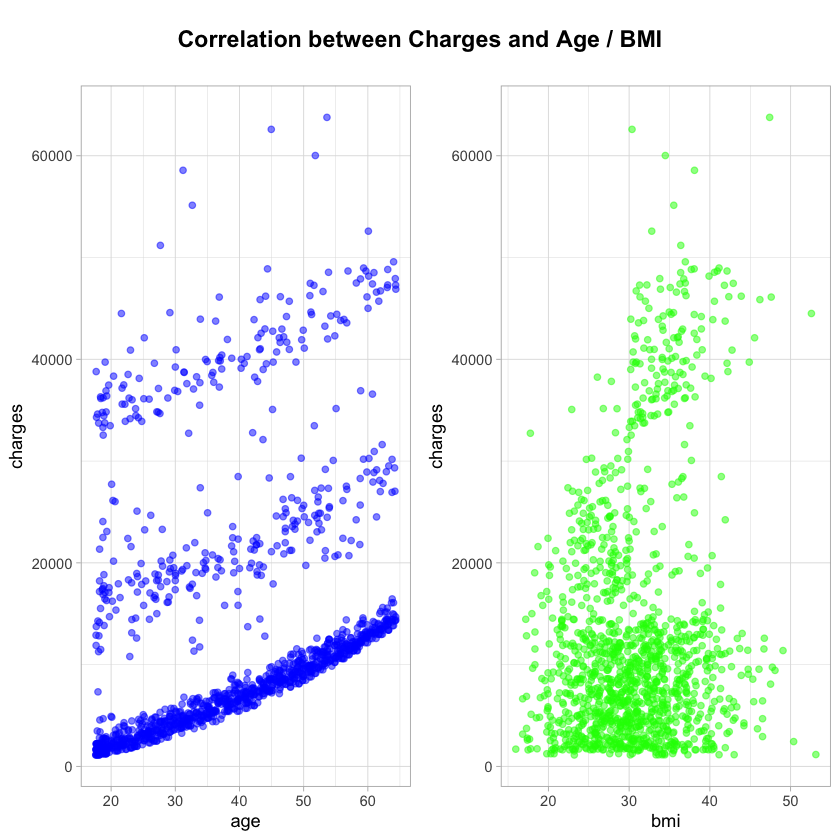 Correlation between Charges and Age / BMI
60000
40000
20000
0
charges
20 30 40 50 60
age
60000
40000
20000
0
charges
20 30 40 50
bmi